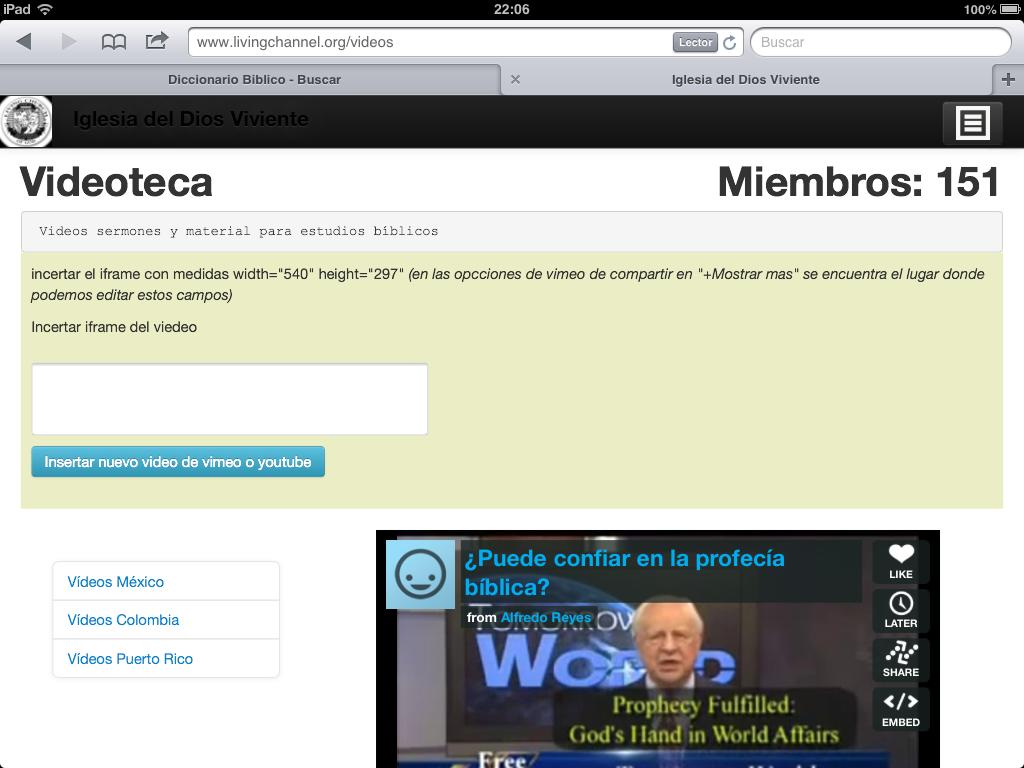 iPad 22:06 100%
www.livingchannel.org/videos Lector Buscar
Diccionario Biblico - Buscar Iglesia del Dios Viviente
Iglesia del Dios Viviente
Videoteca Miembros: 151
Videos sermones y material para estudios bíblicos
incertar el iframe con medidas width="540" height="297" (en las opcciones de vimeo de compartir en "+Mostrar mas" se encuentra el lugar donde
podemos editar estos campos)
Incertar iframe del viedeo
Insertar nuevo video de vimeo o youtube
Vídeos México
Vídeos Colombia
Vídeos Puerto Rico
¿Puede confiar en la profecía
bíblica?
from Alfredo Reyes
LIKE
LATER
SHARE
EMBED
TOMORROW
WORLD
Prophecy Fulfilled:
God's Hand in World Affairs
Free